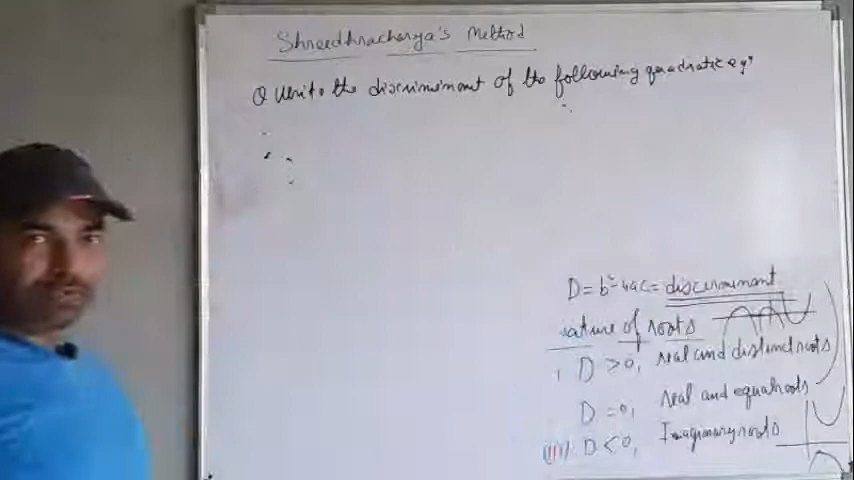 Shreedhracharya's Method
Q Write the discriminant of the following quadratic eqn
D = b²-4ac = discriminant
nature of roots
i D > 0, real and distinct roots
D = 0, real and equal roots
(iii) D < 0, Imaginary roots